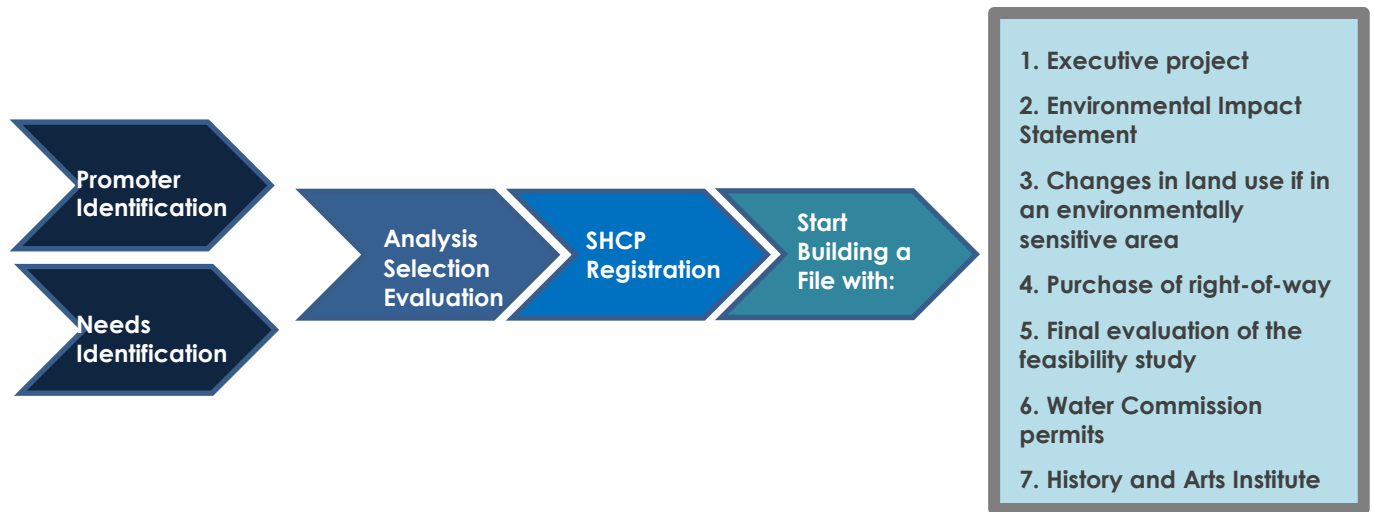 Promoter
Identification
Needs
Identification
Analysis
Selection
Evaluation
SHCP
Registration
Start
Building a
File with:
1. Executive project
2. Environmental Impact
Statement
3. Changes in land use if in
an environmentally
sensitive area
4. Purchase of right-of-way
5. Final evaluation of the
feasibility study
6. Water Commission
permits
7. History and Arts Institute